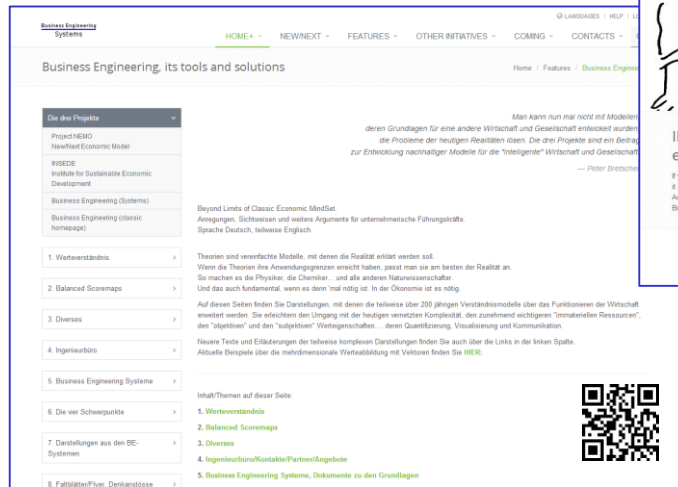 LANGUAGES | HELP |
Business Engineering
Systems
HOME+ NEW/NEXT FEATURES OTHER INITIATIVES COMING CONTACTS
Business Engineering, its tools and solutions
Home / Features / Business Enginee
Die drei Projekte
Project NEMO
New/Next Economic Model
INSEDE
Institute for Sustainable Economic
Development
Business Engineering (Systems)
Business Engineering (classic
homepage)
1. Werteverständnis
2. Balanced Scoremaps
3. Diverses
4. Ingenieurbüro
5. Business Engineering Systeme
6. Die vier Schwerpunkte
7. Darstellungen aus den BE-
Systemen
8. Faltblätter/Flyer, Denkanstösse
Man kann nun mal nicht mit Modellen
deren Grundlagen für eine andere Wirtschaft und Gesellschaft entwickelt wurden
die Probleme der heutigen Realitäten lösen. Die drei Projekte sind ein Beitrag
zur Entwicklung nachhaltiger Modelle für die "intelligente" Wirtschaft und Gesellschaft
— Peter Bretsche
Beyond Limits of Classic Economic MindSet.
Anregungen, Sichtweisen und weitere Argumente für unternehmerische Führungskräfte.
Sprache Deutsch, teilweise Englisch.
Theorien sind vereinfachte Modelle, mit denen die Realität erklärt werden soll.
Wenn die Theorien ihre Anwendungsgrenzen erreicht haben, passt man sie am besten der Realität an.
So machen es die Physiker, die Chemiker... und alle anderen Naturwissenschafter.
Und das auch fundamental, wenn es denn 'mal nötig ist. In der Ökonomie ist es nötig.
Auf diesen Seiten finden Sie Darstellungen, mit denen die teilweise über 200 jährigen Verständnismodelle über das Funktionieren der Wirtschaft
erweitert werden. Sie erleichtern den Umgang mit der heutigen vernetzten Komplexität, den zunehmend wichtigeren "immateriellen Ressourcen",
den "objektiven" und den "subjektiven" Werteigenschaften.... deren Quantifizierung, Visualisierung und Kommunikation.
Neuere Texte und Erläuterungen der teilweise komplexen Darstellungen finden Sie auch über die Links in der linken Spalte.
Aktuelle Beispiele über die mehrdimensionale Werteabbildung mit Vektoren finden Sie HIER:
Inhalt/Themen auf dieser Seite:
1. Werteverständnis
2. Balanced Scoremaps
3. Diverses
4. Ingenieurbüro/Kontakte/Partner/Angebote
5. Business Engineering Systeme, Dokumente zu den Grundlagen